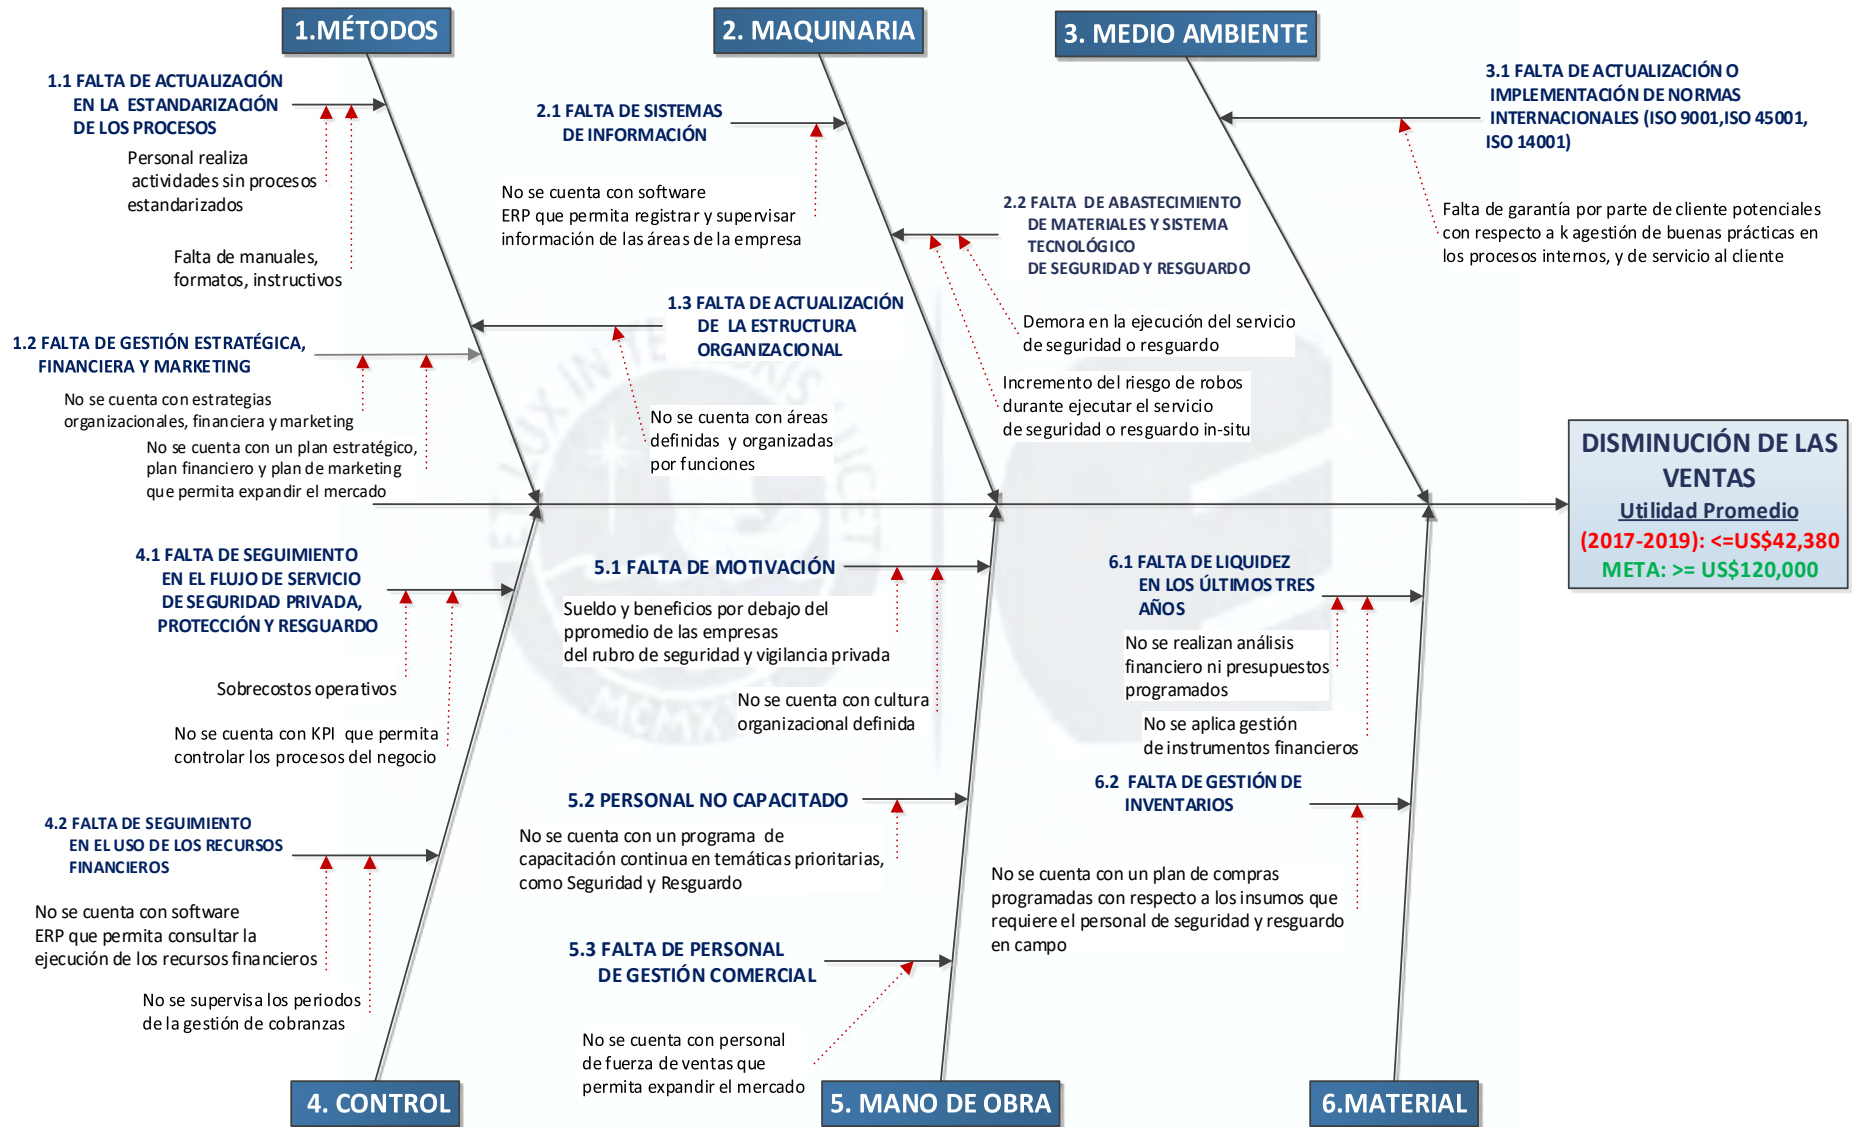 1.MÉTODOS
2. MAQUINARIA
3. MEDIO AMBIENTE
1.1 FALTA DE ACTUALIZACIÓN
EN LA ESTANDARIZACIÓN
DE LOS PROCESOS
Personal realiza
actividades sin procesos
estandarizados
Falta de manuales,
formatos, instructivos
1.2 FALTA DE GESTIÓN ESTRATÉGICA,
FINANCIERA Y MARKETING
No se cuenta con estrategias
organizacionales, financiera y marketing
No se cuenta con un plan estratégico,
plan financiero y plan de marketing
que permita expandir el mercado
1.3 FALTA DE ACTUALIZACIÓN
DE LA ESTRUCTURA
ORGANIZACIONAL
No se cuenta con áreas
definidas y organizadas
por funciones
2.1 FALTA DE SISTEMAS
DE INFORMACIÓN
No se cuenta con software
ERP que permita registrar y supervisar
información de las áreas de la empresa
2.2 FALTA DE ABASTECIMIENTO
DE MATERIALES Y SISTEMA
TECNOLÓGICO
DE SEGURIDAD Y RESGUARDO
Demora en la ejecución del servicio
de seguridad o resguardo
Incremento del riesgo de robos
durante ejecutar el servicio
de seguridad o resguardo in-situ
3.1 FALTA DE ACTUALIZACIÓN O
IMPLEMENTACIÓN DE NORMAS
INTERNACIONALES (ISO 9001,ISO 45001,
ISO 14001)
Falta de garantía por parte de cliente potenciales
con respecto a k agestión de buenas prácticas en
los procesos internos, y de servicio al cliente
DISMINUCIÓN DE LAS
VENTAS
Utilidad Promedio
(2017-2019): <=US$42,380
META: >= US$120,000
4.1 FALTA DE SEGUIMIENTO
EN EL FLUJO DE SERVICIO
DE SEGURIDAD PRIVADA,
PROTECCIÓN Y RESGUARDO
Sobrecostos operativos
No se cuenta con KPI que permita
controlar los procesos del negocio
4.2 FALTA DE SEGUIMIENTO
EN EL USO DE LOS RECURSOS
FINANCIEROS
No se cuenta con software
ERP que permita consultar la
ejecución de los recursos financieros
No se supervisa los periodos
de la gestión de cobranzas
5.1 FALTA DE MOTIVACIÓN
Sueldo y beneficios por debajo del
ppromedio de las empresas
del rubro de seguridad y vigilancia privada
No se cuenta con cultura
organizacional definida
5.2 PERSONAL NO CAPACITADO
No se cuenta con un programa de
capacitación continua en temáticas prioritarias,
como Seguridad y Resguardo
5.3 FALTA DE PERSONAL
DE GESTIÓN COMERCIAL
No se cuenta con personal
de fuerza de ventas que
permita expandir el mercado
6.1 FALTA DE LIQUIDEZ
EN LOS ÚLTIMOS TRES
AÑOS
No se realizan análisis
financiero ni presupuestos
programados
No se aplica gestión
de instrumentos financieros
6.2 FALTA DE GESTIÓN DE
INVENTARIOS
No se cuenta con un plan de compras
programadas con respecto a los insumos que
requiere el personal de seguridad y resguardo
en campo
4. CONTROL
5. MANO DE OBRA
6.MATERIAL